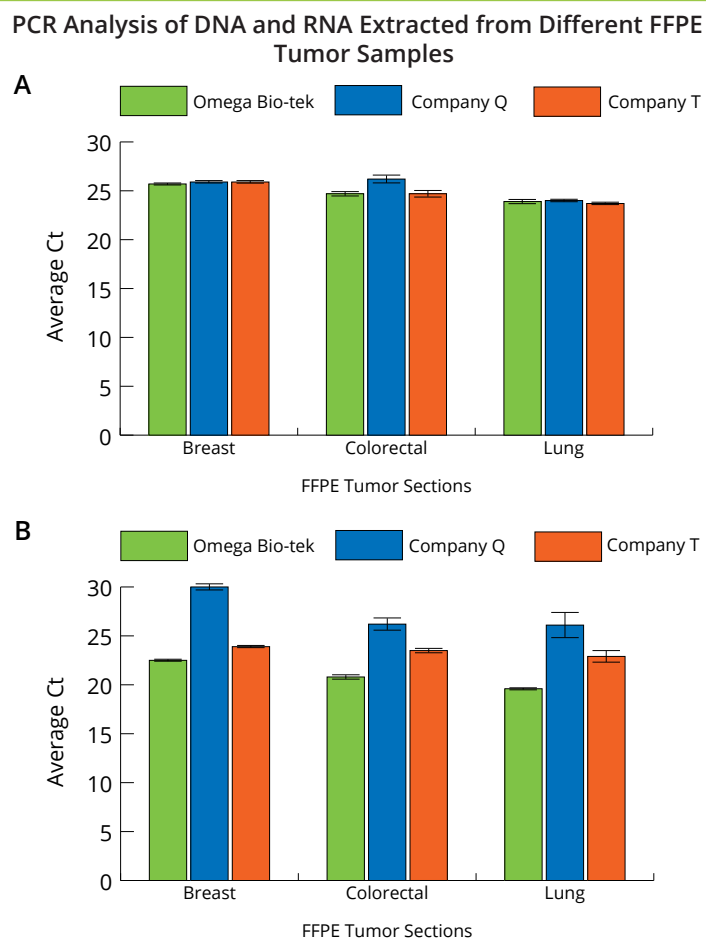 PCR Analysis of DNA and RNA Extracted from Different FFPE
Tumor Samples
A
Omega Bio-tek
Company Q
Company T
30
25
20
15
10
5
0
Average Ct
Breast
Colorectal
Lung
FFPE Tumor Sections
B
Omega Bio-tek
Company Q
Company T
30
25
20
15
10
5
0
Average Ct
Breast
Colorectal
Lung
FFPE Tumor Sections